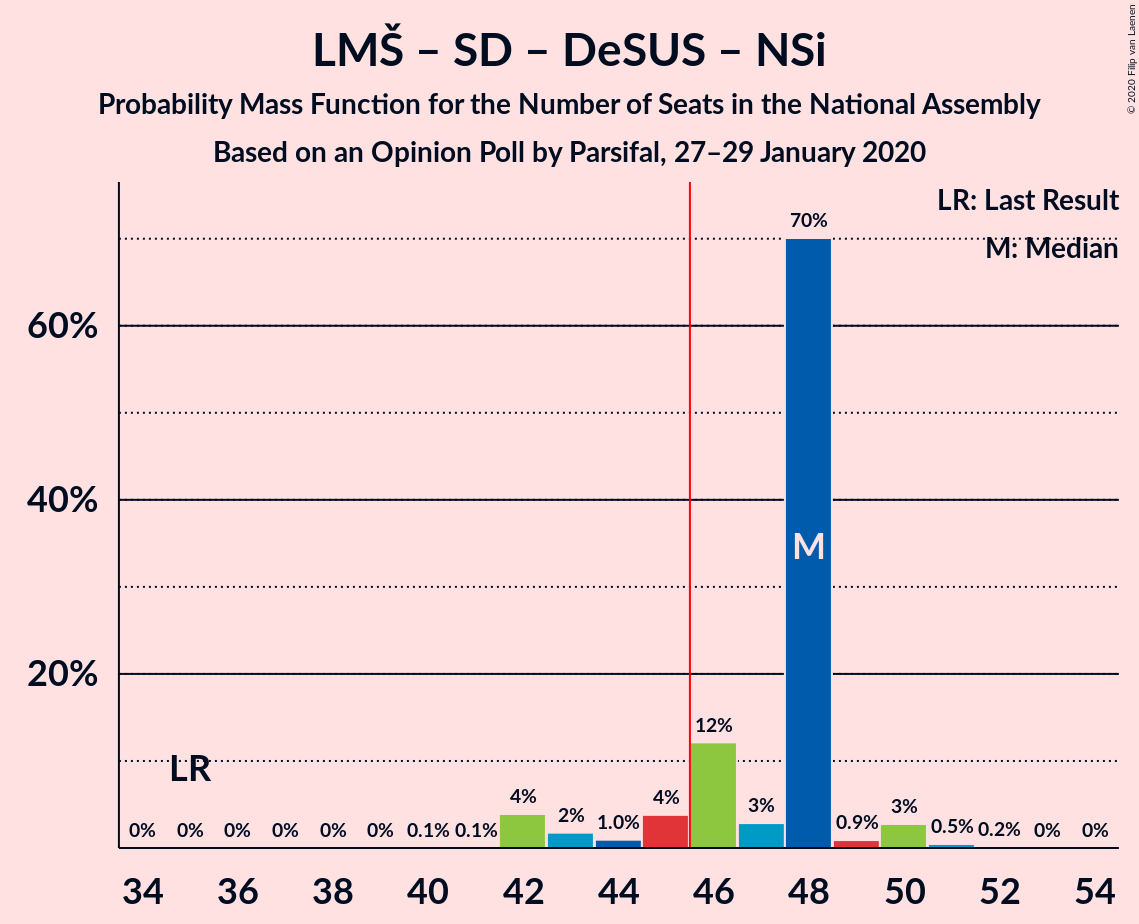 LMŠ – SD – DeSUS – NSi
Probability Mass Function for the Number of Seats in the National Assembly
Based on an Opinion Poll by Parsifal, 27–29 January 2020
© 2020 Filip van Laenen
LR: Last Result
M: Median
60%
40%
20%
LR
0% 0% 0% 0% 0% 0% 0.1% 0.1% 4% 2% 1.0% 4% 12% 3% 70% 0.9% 3% 0.5% 0.2% 0% 0%
M
34 36 38 40 42 44 46 48 50 52 54